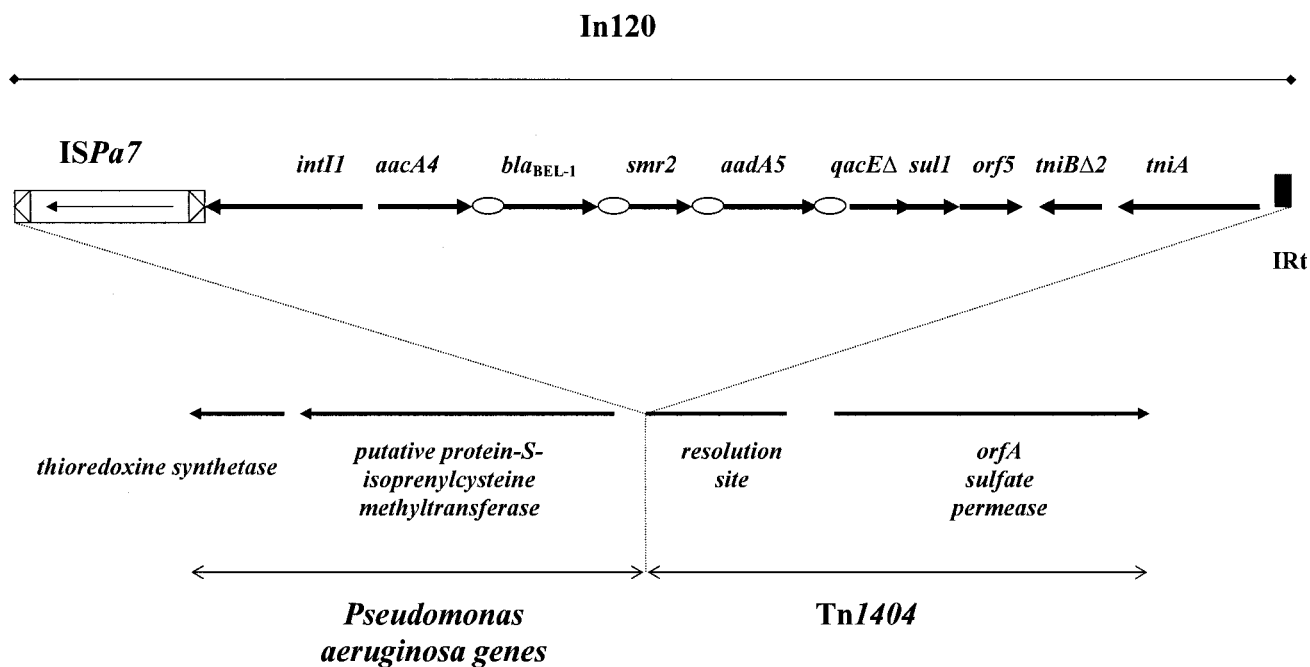 In120
ISPa7
intI1 aacA4 blaBEL-1 smr2 aadA5 qacEΔ sul1 orf5 tniBΔ2 tniA
IRt
thioredoxine synthetase
putative protein-S-
isoprenylcysteine
methyltransferase
resolution
site
orfA
sulfate
permease
Pseudomonas
aeruginosa genes
Tn1404